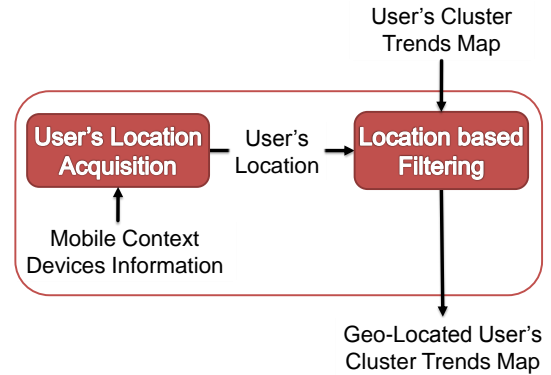 User's Cluster
Trends Map
User's Location
Acquisition
User's
Location
Location based
Filtering
Mobile Context
Devices Information
Geo-Located User's
Cluster Trends Map